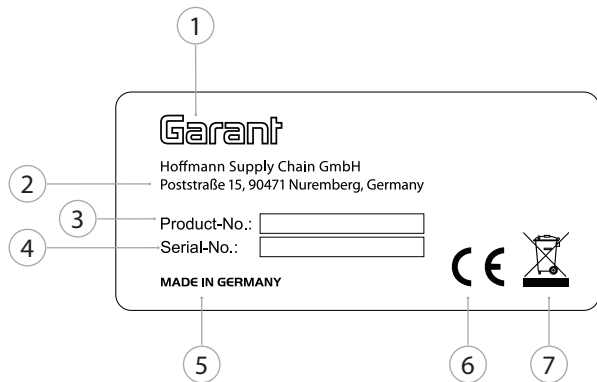 1
Garant
Hoffmann Supply Chain GmbH
2
Poststraße 15, 90471 Nuremberg, Germany
3
Product-No.:
4
Serial-No.:
MADE IN GERMANY
CE
5
6
7